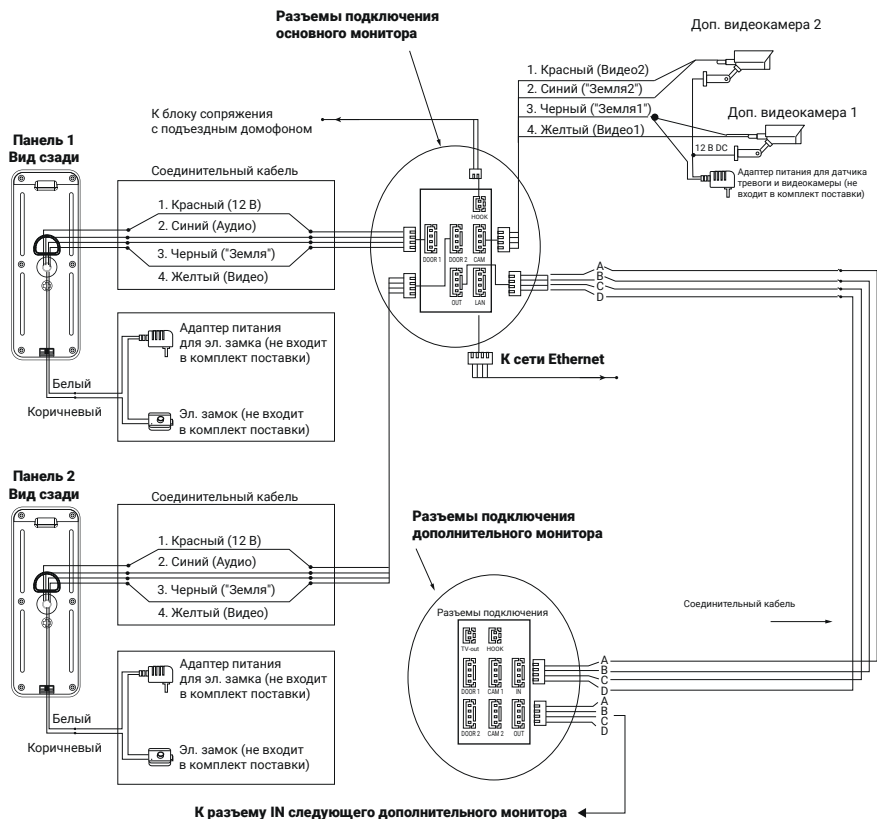 Разъемы подключения
основного монитора
Доп. видеокамера 2
1. Красный (Видео2)
2. Синий ("Земля2")
3. Черный ("Земля1")
4. Желтый (Видео1)
Доп. видеокамера 1
12 В DC
Адаптер питания для датчика
тревоги и видеокамеры (не
входит в комплект поставки)
К блоку сопряжения
с подъездным домофоном
Панель 1
Вид сзади
Соединительный кабель
1. Красный (12 В)
2. Синий (Аудио)
3. Черный ("Земля")
4. Желтый (Видео)
HOOK
DOOR 1
DOOR 2
CAM
OUT
LAN
A
B
C
D
К сети Ethernet
Адаптер питания
для эл. замка (не входит
в комплект поставки)
Белый
Коричневый
Эл. замок (не входит
в комплект поставки)
Панель 2
Вид сзади
Соединительный кабель
1. Красный (12 В)
2. Синий (Аудио)
3. Черный ("Земля")
4. Желтый (Видео)
Адаптер питания
для эл. замка (не входит
в комплект поставки)
Белый
Коричневый
Эл. замок (не входит
в комплект поставки)
Разъемы подключения
дополнительного монитора
Соединительный кабель
Разъемы подключения
TV-out
HOOK
DOOR 1
CAM 1
IN
DOOR 2
CAM 2
OUT
A
B
C
D
A
B
C
D
К разъему IN следующего дополнительного монитора